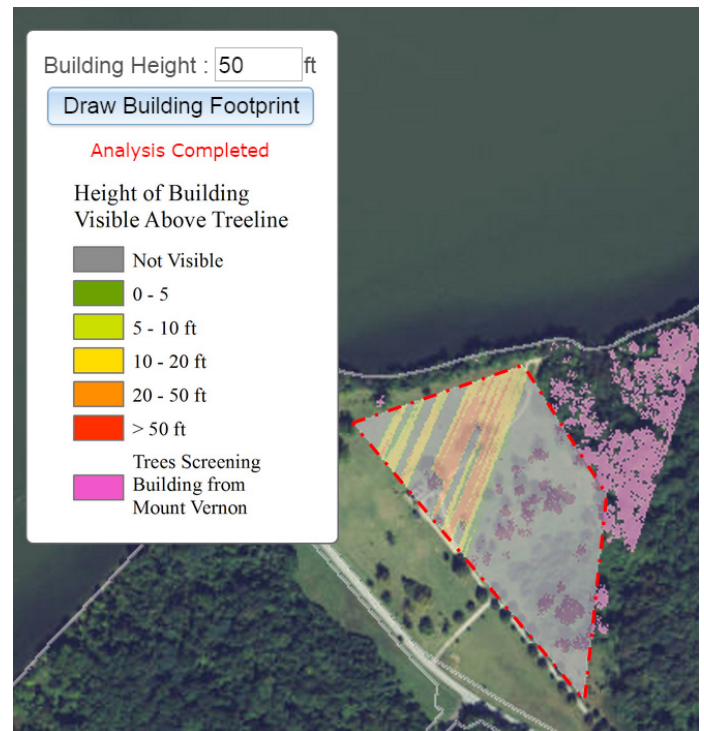 Building Height : 50 ft
Draw Building Footprint
Analysis Completed
Height of Building
Visible Above Treeline
Not Visible
0 - 5
5 - 10 ft
10 - 20 ft
20 - 50 ft
> 50 ft
Trees Screening
Building from
Mount Vernon